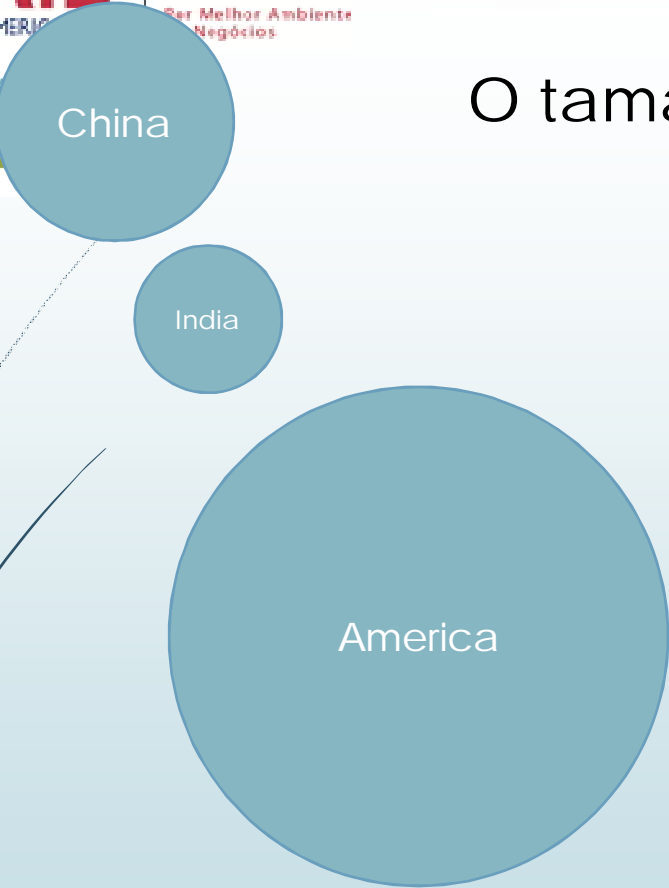 Por Melhor Ambiente
Negócios
O tama
China
India
America